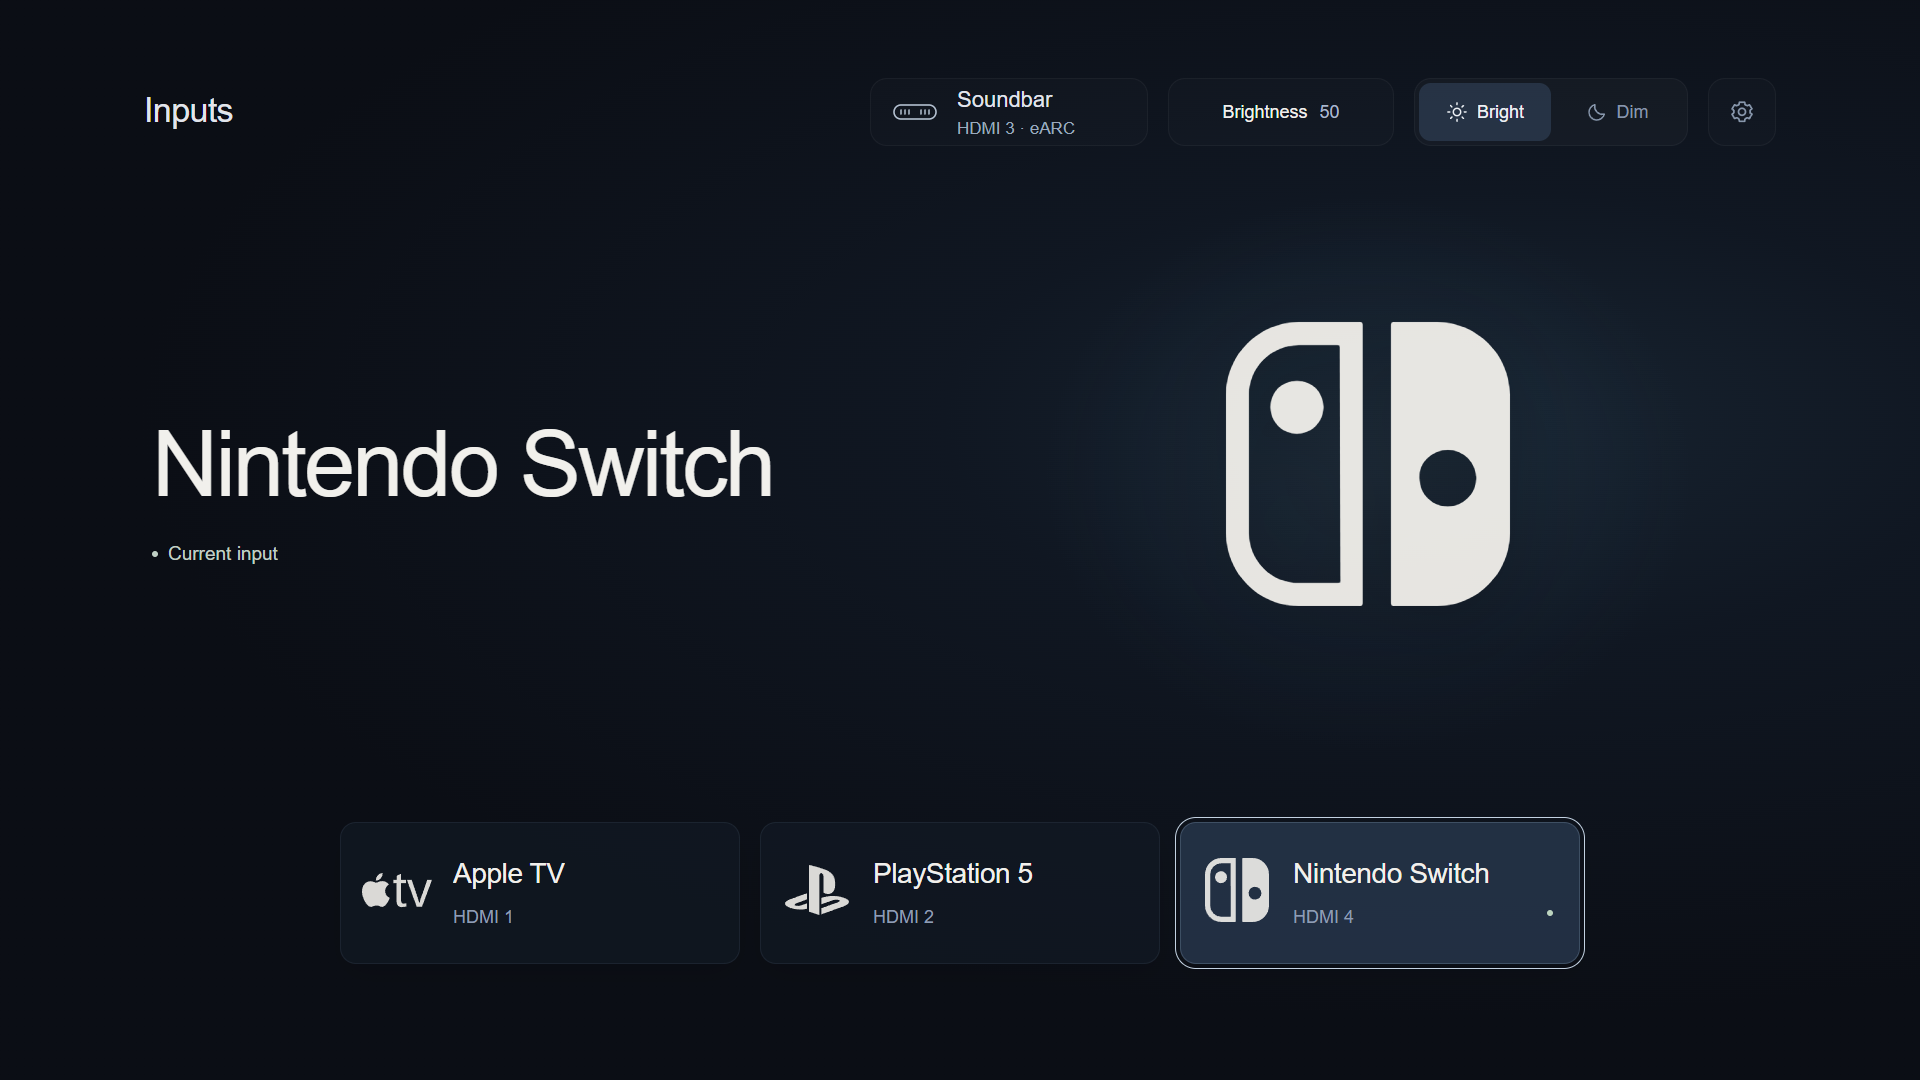 Inputs
Soundbar
HDMI 3 · eARC
Brightness 50
Bright
Dim
Nintendo Switch
Current input
tv
Apple TV
HDMI 1
PlayStation 5
HDMI 2
Nintendo Switch
HDMI 4